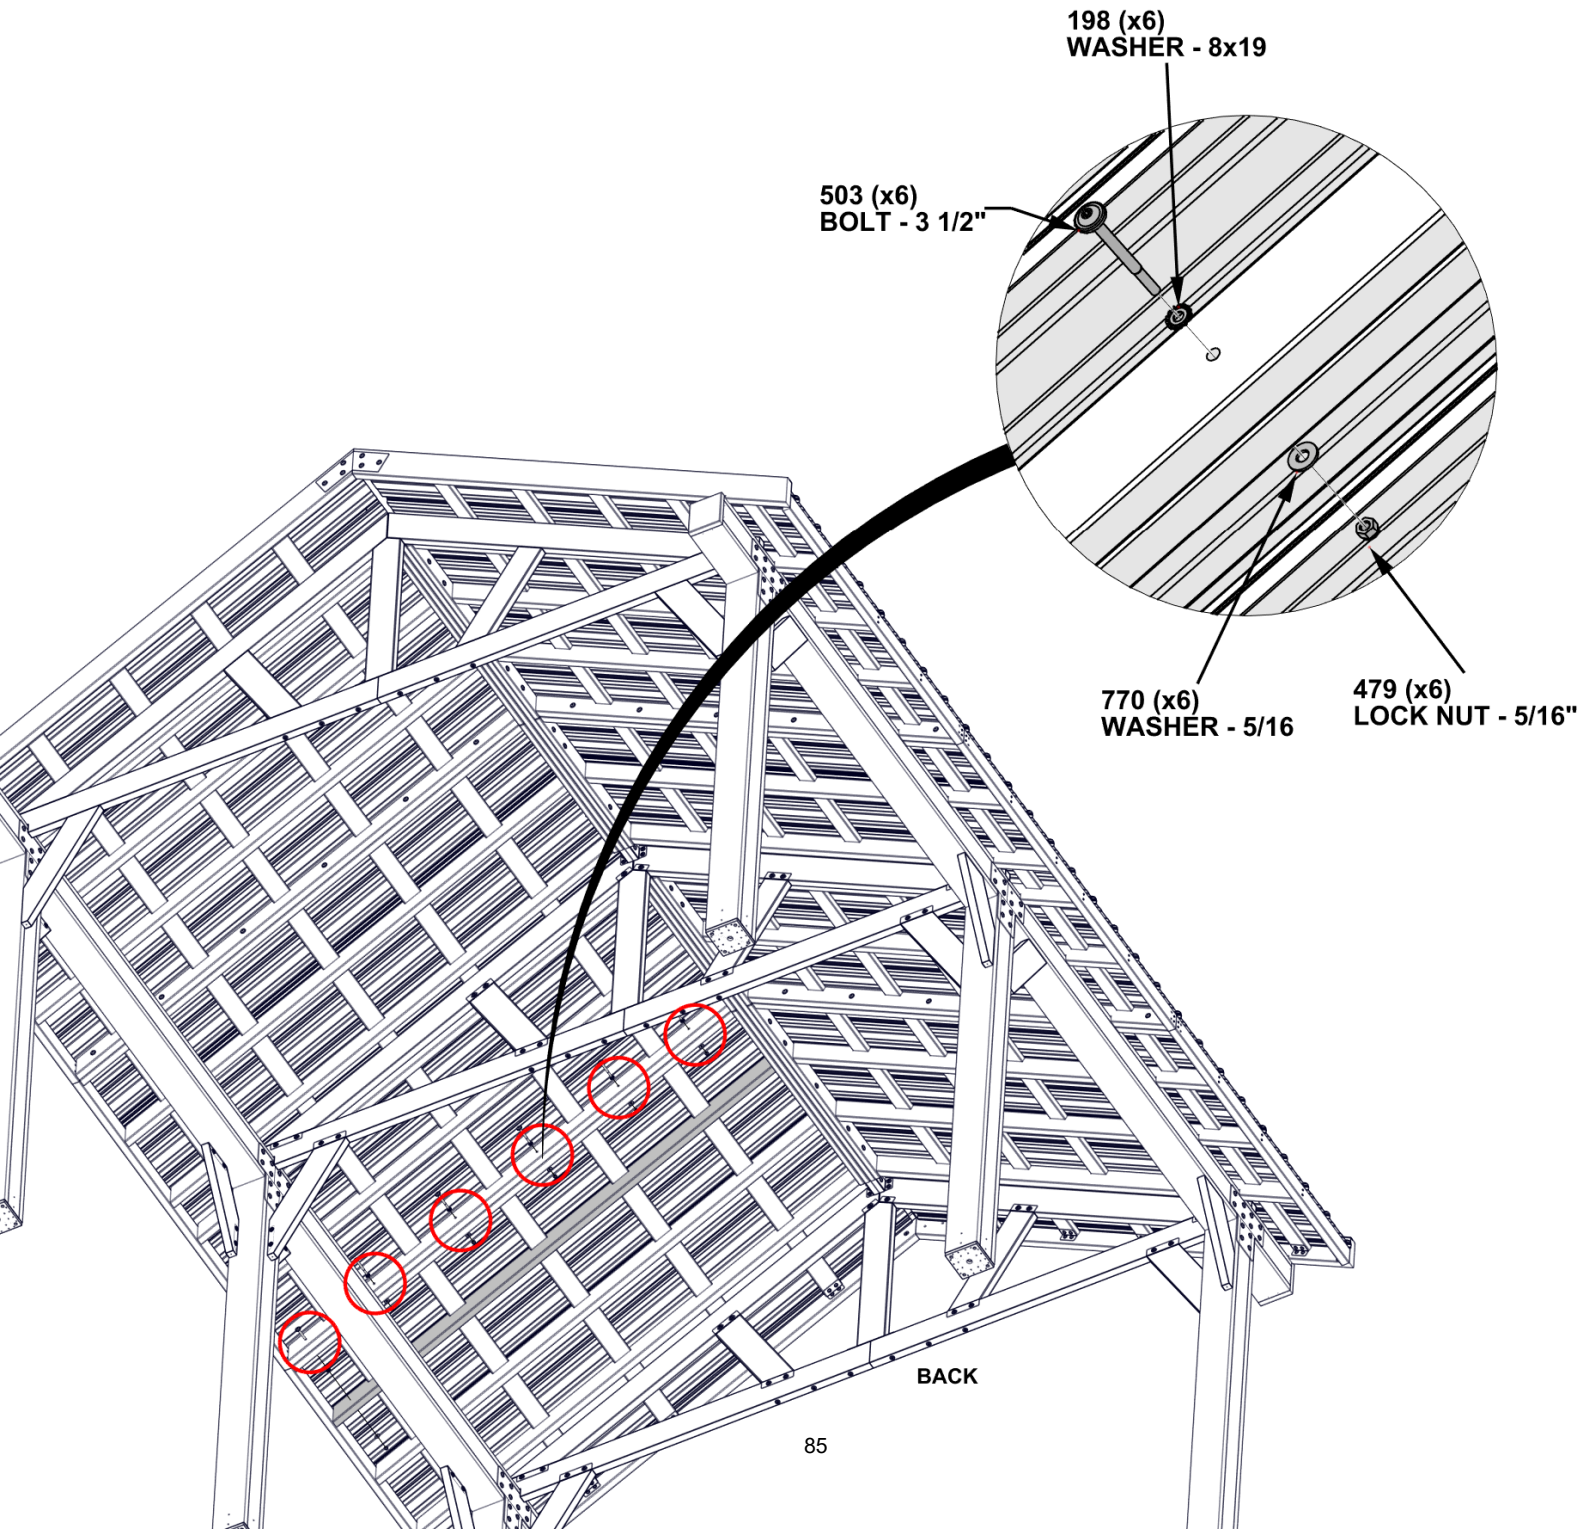 198 (x6)
WASHER - 8x19
503 (x6)
BOLT - 3 1/2"
770 (x6)
WASHER - 5/16
479 (x6)
LOCK NUT - 5/16"
BACK
85